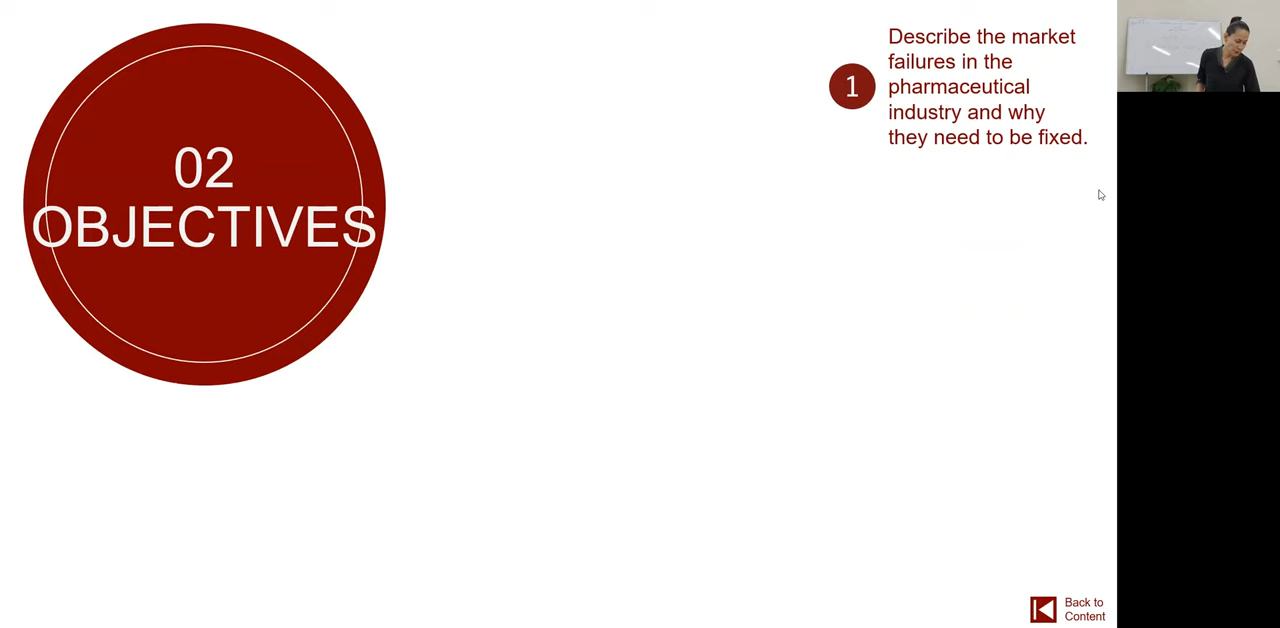 02
OBJECTIVES
1
Describe the market
failures in the
pharmaceutical
industry and why
they need to be fixed.
Back to
Content